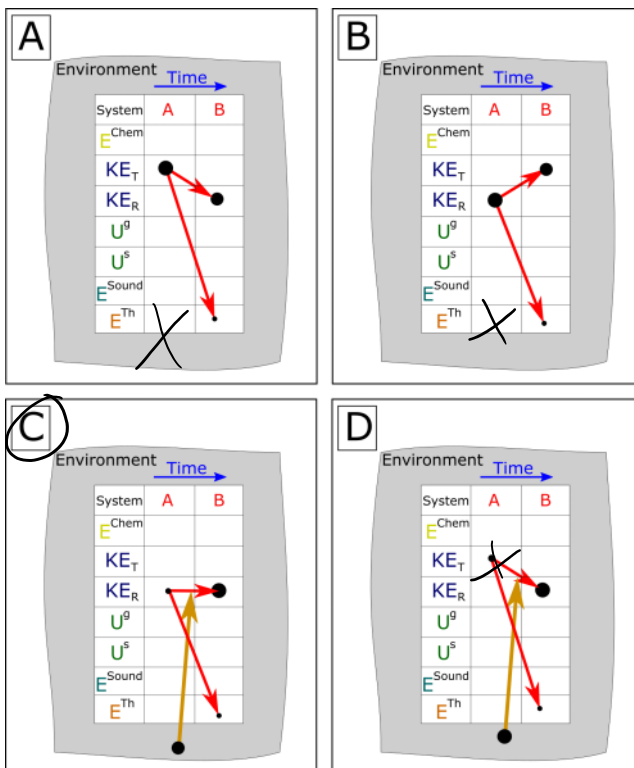 A
Environment
Time
System A B
E^Chem
KE_T
KE_R
U^g
U^s
E^Sound
E^Th
B
Environment
Time
System A B
E^Chem
KE_T
KE_R
U^g
U^s
E^Sound
E^Th
C
Environment
Time
System A B
E^Chem
KE_T
KE_R
U^g
U^s
E^Sound
E^Th
D
Environment
Time
System A B
E^Chem
KE_T
KE_R
U^g
U^s
E^Sound
E^Th